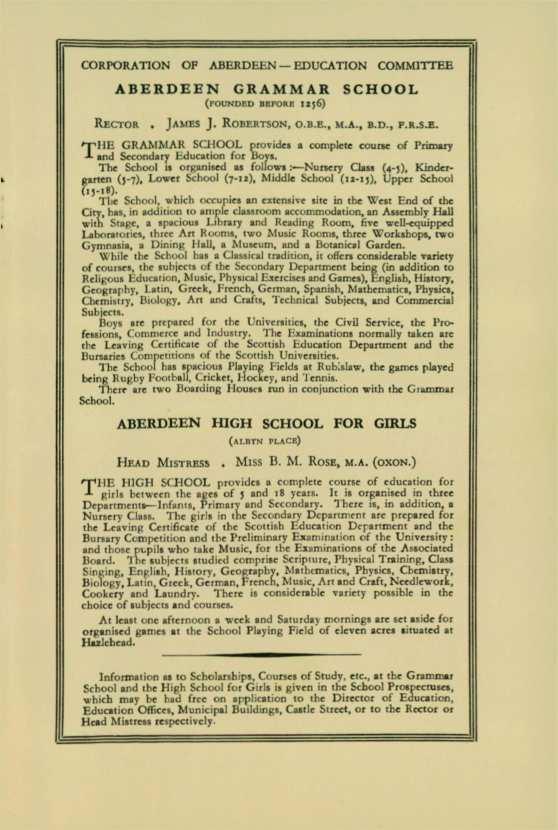 CORPORATION OF ABERDEEN — EDUCATION COMMITTEE
ABERDEEN GRAMMAR SCHOOL
(FOUNDED BEFORE 1256)
RECTOR . JAMES J. ROBERTSON, O.B.E., M.A., B.D., F.R.S.E.
THE GRAMMAR SCHOOL provides a complete course of Primary
and Secondary Education for Boys.
The School is organised as follows :—Nursery Class (4-5), Kinder-
garten (5-7), Lower School (7-12), Middle School (12-15), Upper School
(15-18).
The School, which occupies an extensive site in the West End of the
City, has, in addition to ample classroom accommodation, an Assembly Hall
with Stage, a spacious Library and Reading Room, five well-equipped
Laboratories, three Art Rooms, two Music Rooms, three Workshops, two
Gymnasia, a Dining Hall, a Museum, and a Botanical Garden.
While the School has a Classical tradition, it offers considerable variety
of courses, the subjects of the Secondary Department being (in addition to
Religous Education, Music, Physical Exercises and Games), English, History,
Geography, Latin, Greek, French, German, Spanish, Mathematics, Physics,
Chemistry, Biology, Art and Crafts, Technical Subjects, and Commercial
Subjects.
Boys are prepared for the Universities, the Civil Service, the Pro-
fessions, Commerce and Industry. The Examinations normally taken are
the Leaving Certificate of the Scottish Education Department and the
Bursaries Competitions of the Scottish Universities.
The School has spacious Playing Fields at Rubislaw, the games played
being Rugby Football, Cricket, Hockey, and Tennis.
There are two Boarding Houses run in conjunction with the Grammar
School.
ABERDEEN HIGH SCHOOL FOR GIRLS
(ALBYN PLACE)
HEAD MISTRESS . MISS B. M. ROSE, M.A. (OXON.)
THE HIGH SCHOOL provides a complete course of education for
girls between the ages of 5 and 18 years. It is organised in three
Departments—Infants, Primary and Secondary. There is, in addition, a
Nursery Class. The girls in the Secondary Department are prepared for
the Leaving Certificate of the Scottish Education Department and the
Bursary Competition and the Preliminary Examination of the University :
and those pupils who take Music, for the Examinations of the Associated
Board. The subjects studied comprise Scripture, Physical Training, Class
Singing, English, History, Geography, Mathematics, Physics, Chemistry,
Biology, Latin, Greek, German, French, Music, Art and Craft, Needlework,
Cookery and Laundry. There is considerable variety possible in the
choice of subjects and courses.
At least one afternoon a week and Saturday mornings are set aside for
organised games at the School Playing Field of eleven acres situated at
Hazlehead.
Information as to Scholarships, Courses of Study, etc., at the Grammar
School and the High School for Girls is given in the School Prospectuses,
which may be had free on application to the Director of Education,
Education Offices, Municipal Buildings, Castle Street, or to the Rector or
Head Mistress respectively.